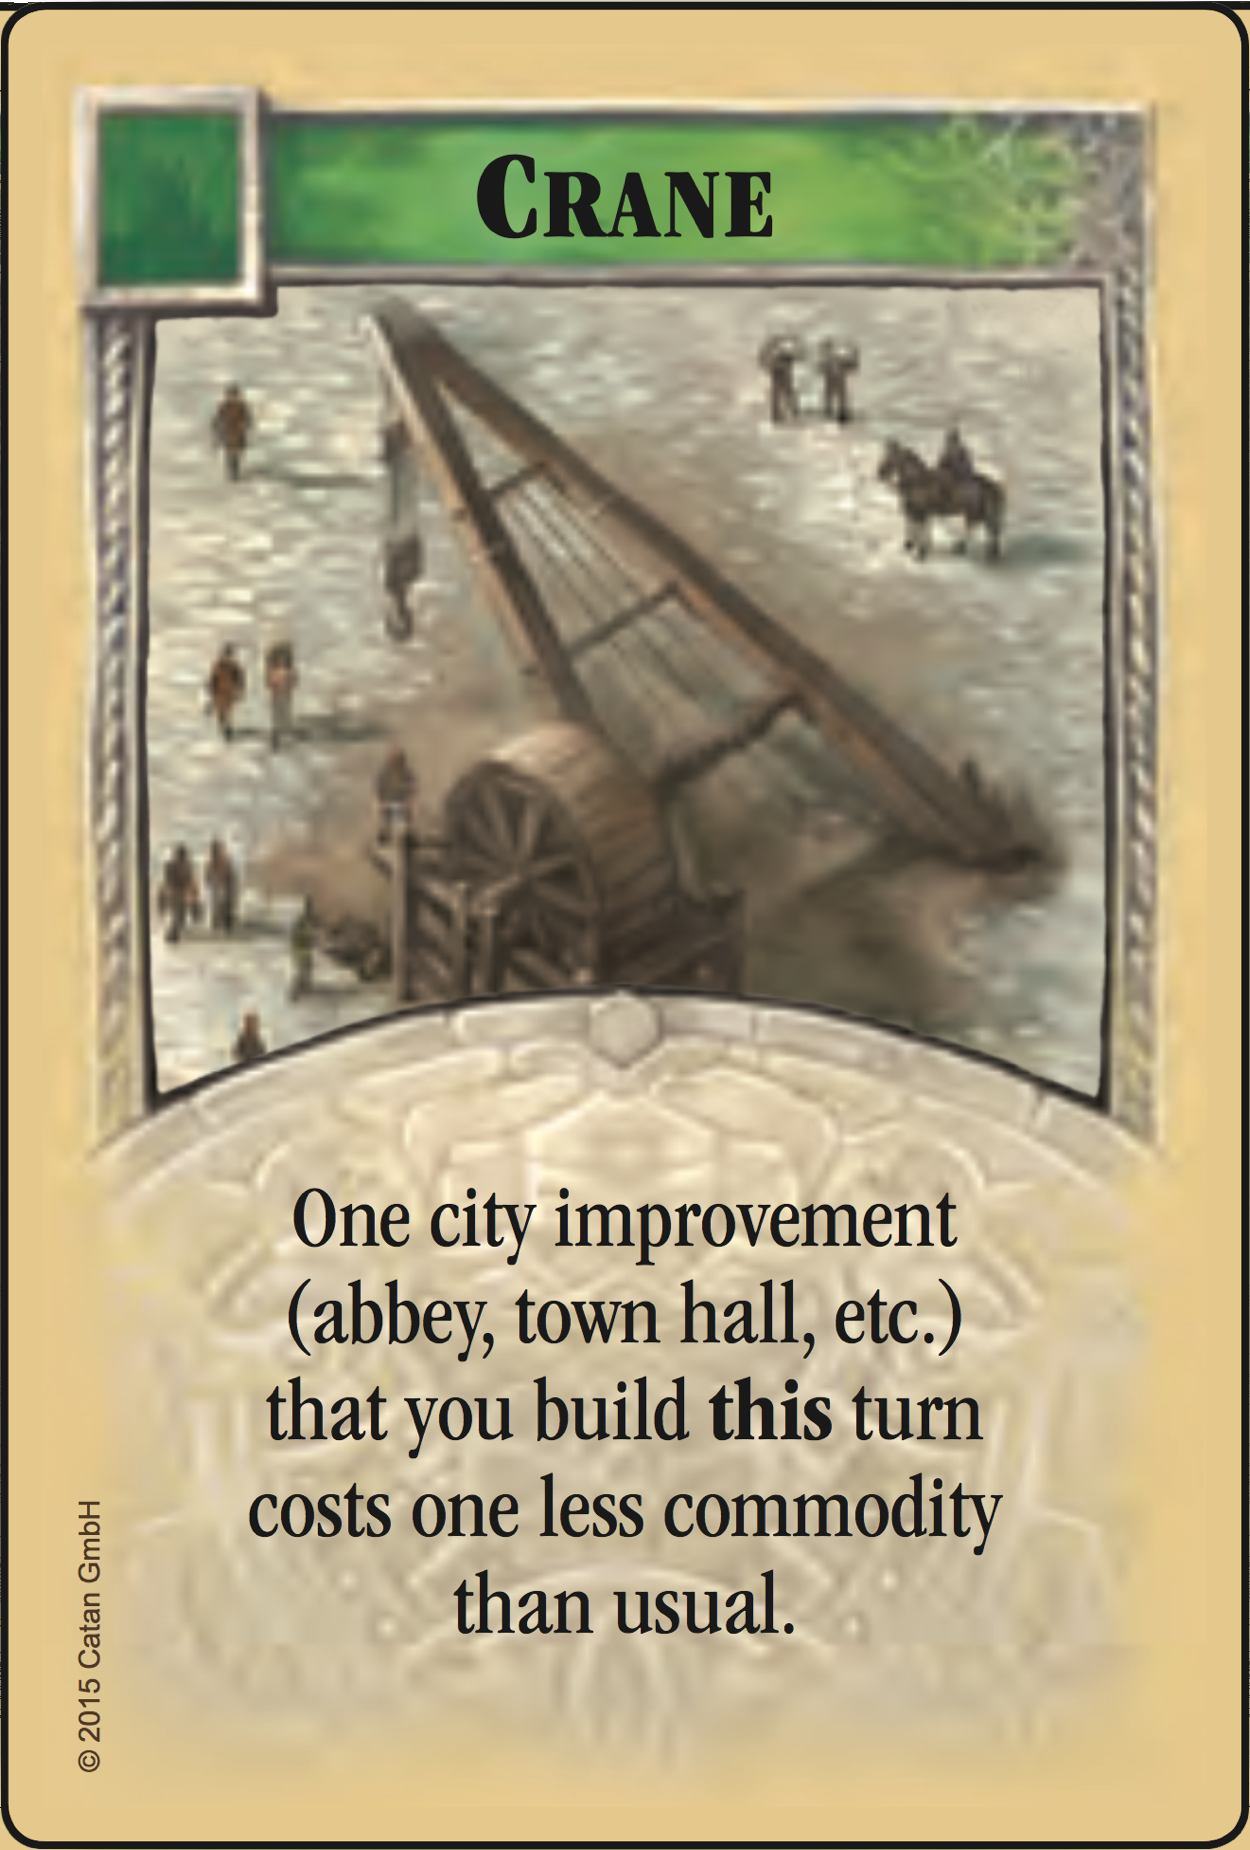 CRANE
One city improvement
(abbey, town hall, etc.)
that you build this turn
costs one less commodity
than usual.
© 2015 Catan GmbH